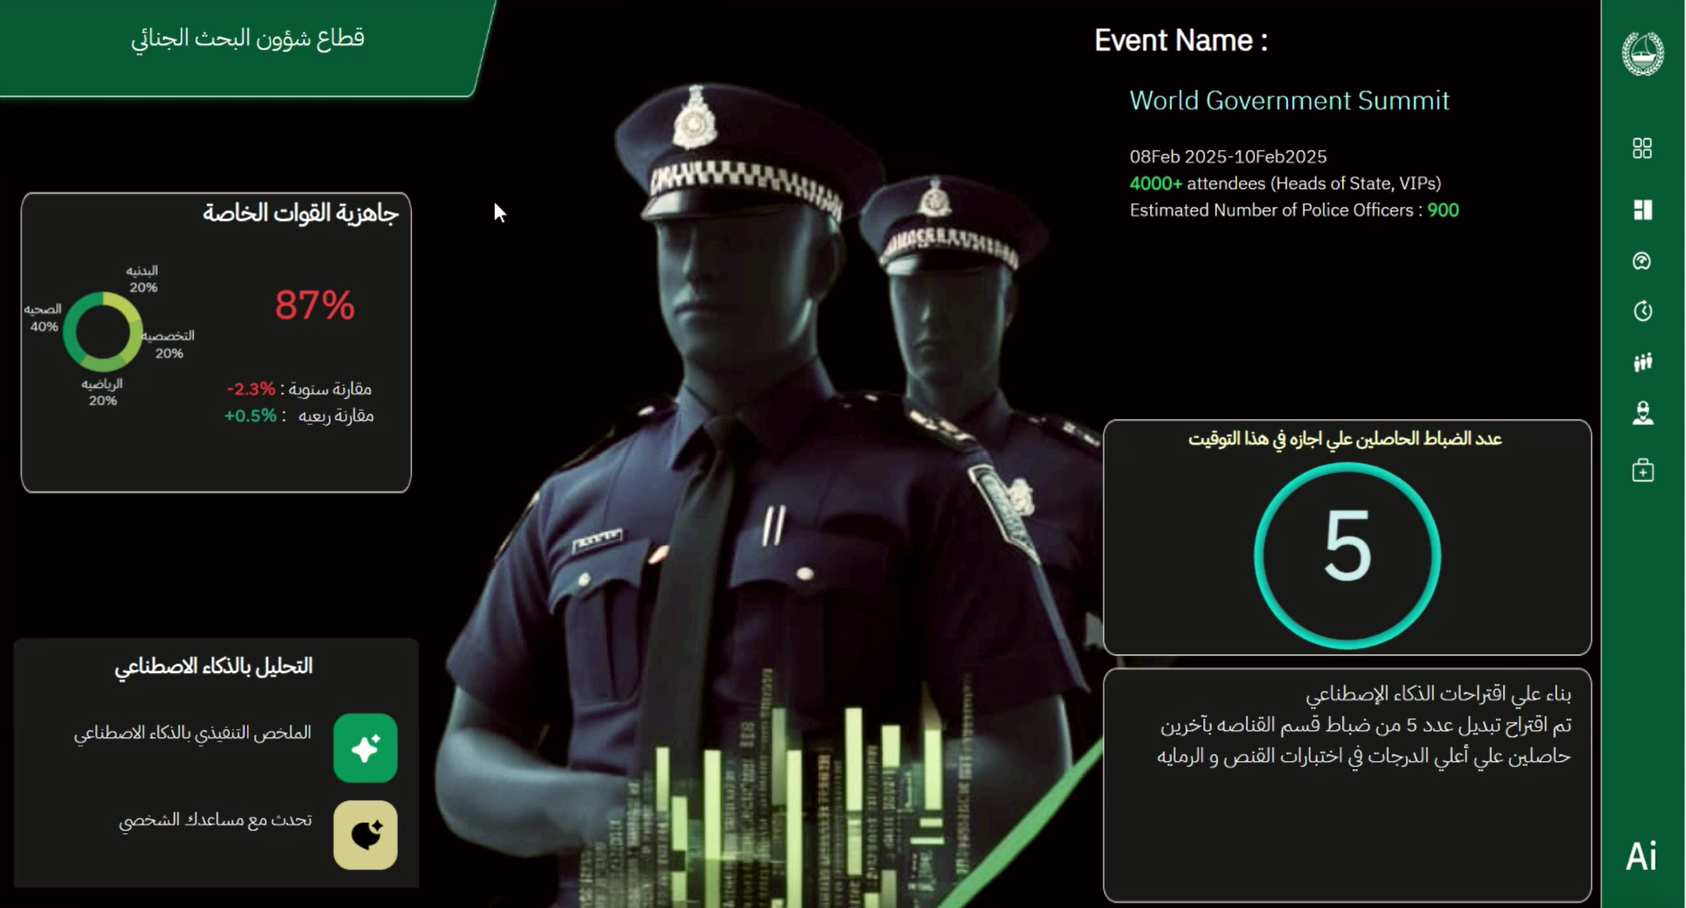 قطاع شؤون البحث الجنائي
Event Name :
World Government Summit
08Feb 2025-10Feb2025
4000+ attendees (Heads of State, VIPs)
Estimated Number of Police Officers : 900
جاهزية القوات الخاصة
87%
البدنيه
20%
الصحيه
40%
التخصصيه
20%
الرياضيه
20%
مقارنة سنوية : -2.3%
مقارنة ربعيه : +0.5%
عدد الضباط الحاصلين علي اجازه في هذا التوقيت
5
بناء علي اقتراحات الذكاء الإصطناعي
تم اقتراح تبديل عدد 5 من ضباط قسم القناصه بآخرين
حاصلين علي أعلي الدرجات في اختبارات القنص و الرمايه
التحليل بالذكاء الاصطناعي
الملخص التنفيذي بالذكاء الاصطناعي
تحدث مع مساعدك الشخصي
Ai